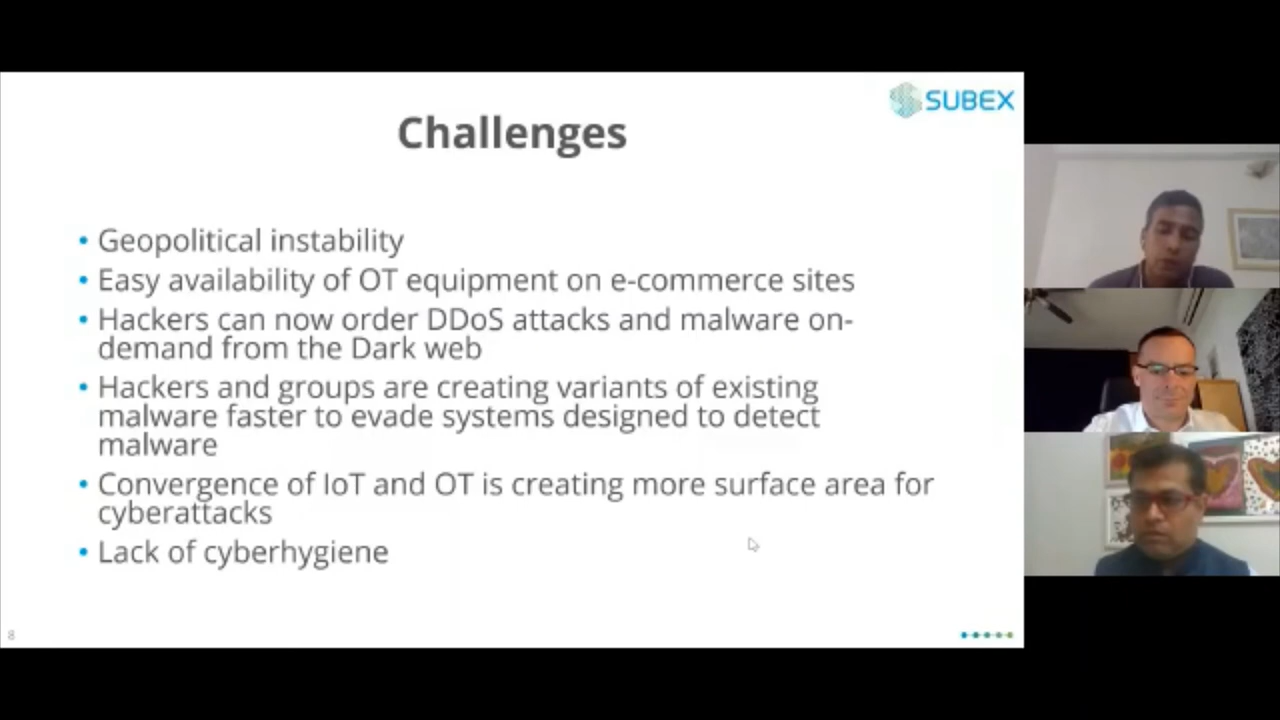 SUBEX
Challenges
• Geopolitical instability
• Easy availability of OT equipment on e-commerce sites
• Hackers can now order DDoS attacks and malware on-
demand from the Dark web
• Hackers and groups are creating variants of existing
malware faster to evade systems designed to detect
malware
• Convergence of IoT and OT is creating more surface area for
cyberattacks
• Lack of cyberhygiene
8